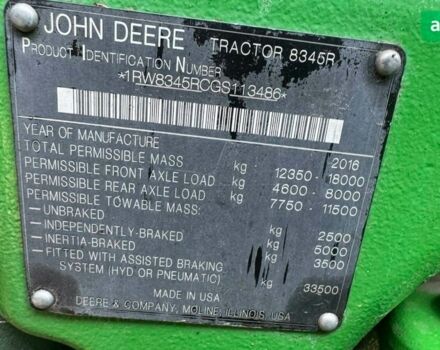 JOHN DEERE TRACTOR 8345R
PRODUCT IDENTIFICATION NUMBER
*1RW8345RCGS113486*
YEAR OF MANUFACTURE 2016
TOTAL PERMISSIBLE MASS kg 12350 - 18000
PERMISSIBLE FRONT AXLE LOAD kg 4600 - 8000
PERMISSIBLE REAR AXLE LOAD kg 7750 - 11500
PERMISSIBLE TOWABLE MASS:
- UNBRAKED kg 2500
- INDEPENDENTLY-BRAKED kg 5000
- INERTIA-BRAKED kg 3500
- FITTED WITH ASSISTED BRAKING
SYSTEM (HYD OR PNEUMATIC) kg 33500
MADE IN USA
DEERE & COMPANY, MOLINE, ILLINOIS, USA